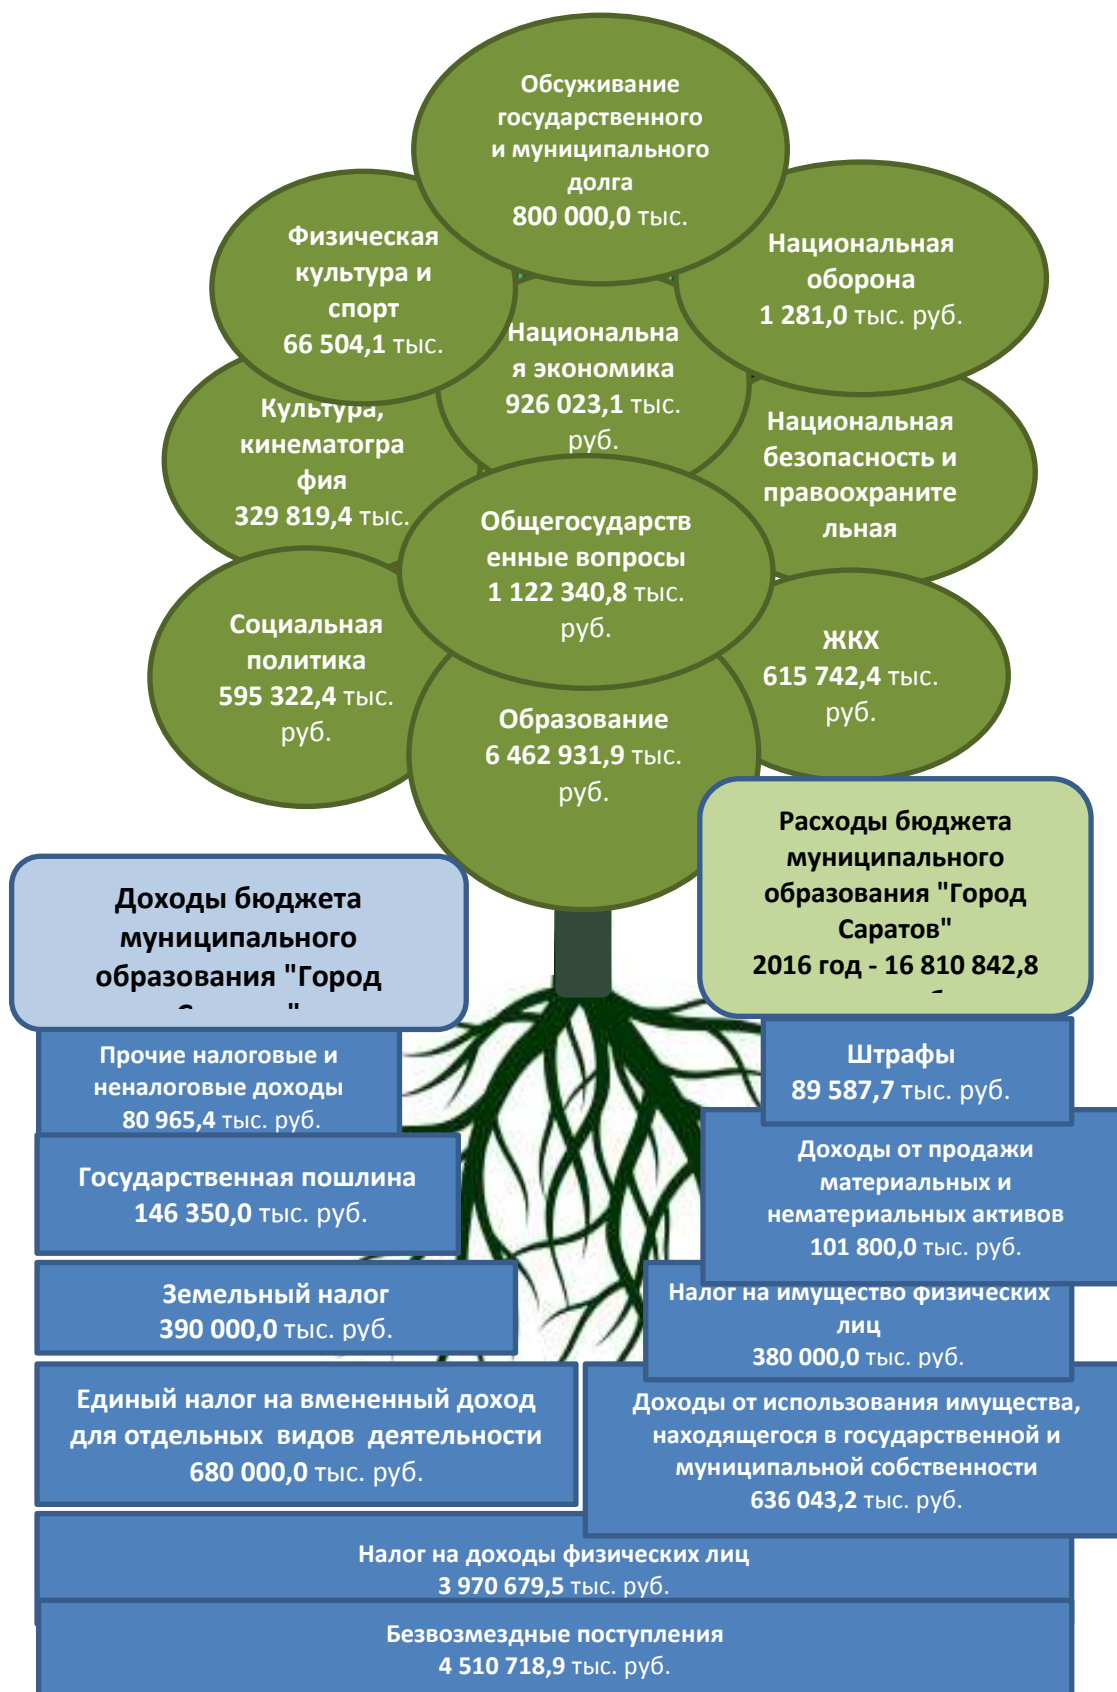 Обсуживание
государственного
и муниципального
долга
800 000,0 тыс.
Физическая
культура и
спорт
66 504,1 тыс.
Национальная
оборона
1 281,0 тыс. руб.
Национальна
я экономика
926 023,1 тыс.
руб.
Культура,
кинематогра
фия
329 819,4 тыс.
Национальная
безопасность и
правоохраните
льная
Общегосударств
енные вопросы
1 122 340,8 тыс.
руб.
Социальная
политика
595 322,4 тыс.
руб.
ЖКХ
615 742,4 тыс.
руб.
Образование
6 462 931,9 тыс.
руб.
Расходы бюджета
муниципального
образования "Город
Саратов"
2016 год - 16 810 842,8
Доходы бюджета
муниципального
образования "Город
Прочие налоговые и
неналоговые доходы
80 965,4 тыс. руб.
Штрафы
89 587,7 тыс. руб.
Государственная пошлина
146 350,0 тыс. руб.
Доходы от продажи
материальных и
нематериальных активов
101 800,0 тыс. руб.
Земельный налог
390 000,0 тыс. руб.
Налог на имущество физических
лиц
380 000,0 тыс. руб.
Единый налог на вмененный доход
для отдельных видов деятельности
680 000,0 тыс. руб.
Доходы от использования имущества,
находящегося в государственной и
муниципальной собственности
636 043,2 тыс. руб.
Налог на доходы физических лиц
3 970 679,5 тыс. руб.
Безвозмездные поступления
4 510 718,9 тыс. руб.